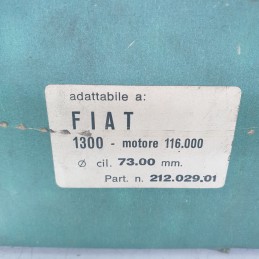 adattabile a:
FIAT
1300 - motore 116.000
Ø cil. 73.00 mm.
Part. n. 212.029.01